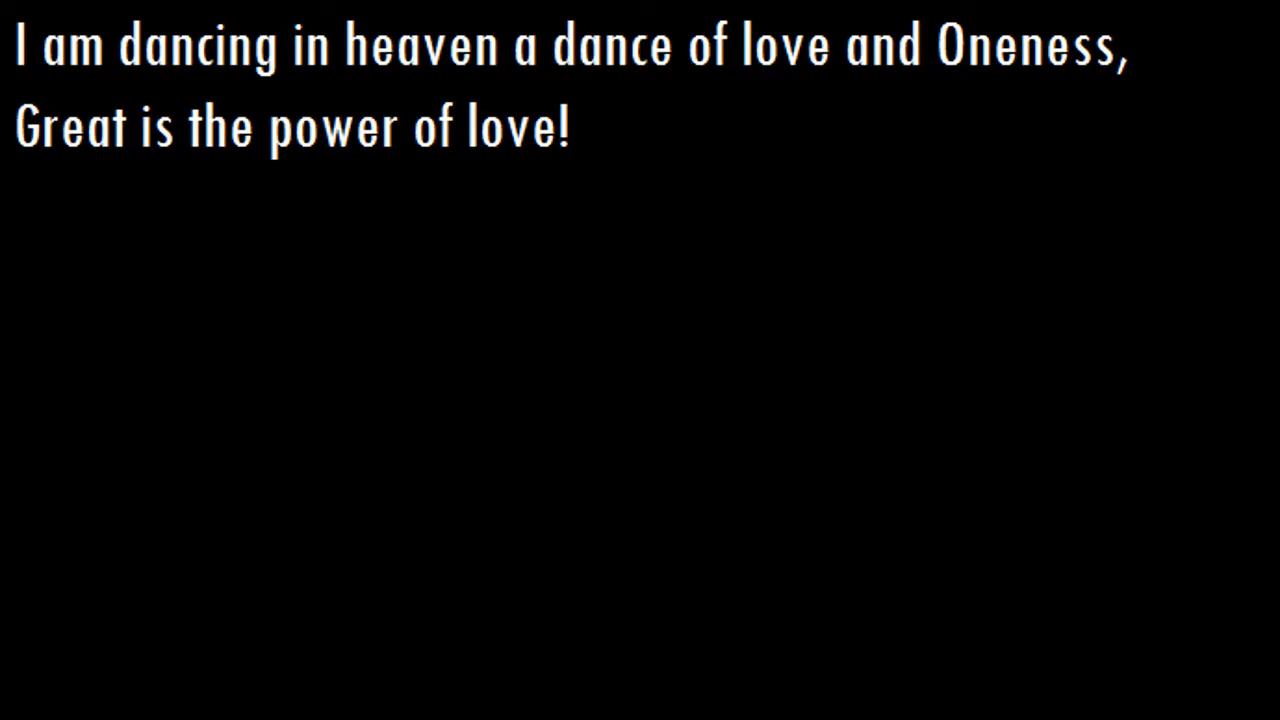 I am dancing in heaven a dance of love and Oneness,
Great is the power of love!